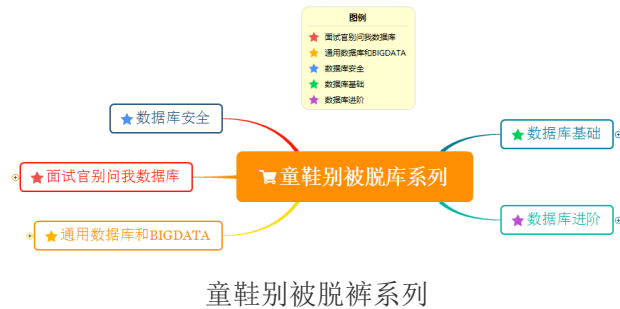 图例
面试官别问我数据库
通用数据库和BIGDATA
数据库安全
数据库基础
数据库进阶
数据库安全
数据库基础
面试官别问我数据库
童鞋别被脱库系列
通用数据库和BIGDATA
数据库进阶
童鞋别被脱裤系列